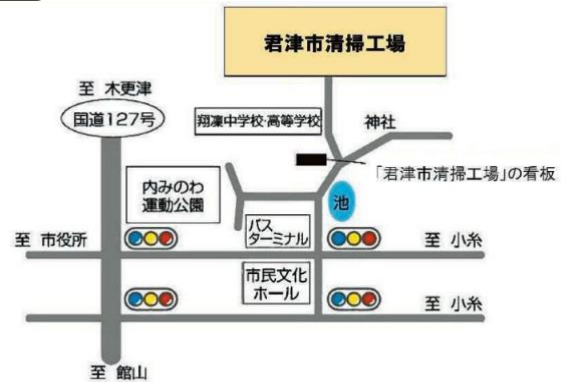 君津市清掃工場
至 木更津
国道127号
翔凜中学校・高等学校
神社
「君津市清掃工場」の看板
内みのわ
運動公園
池
バス
ターミナル
至 市役所
至 小糸
市民文化
ホール
至 小糸
至 館山